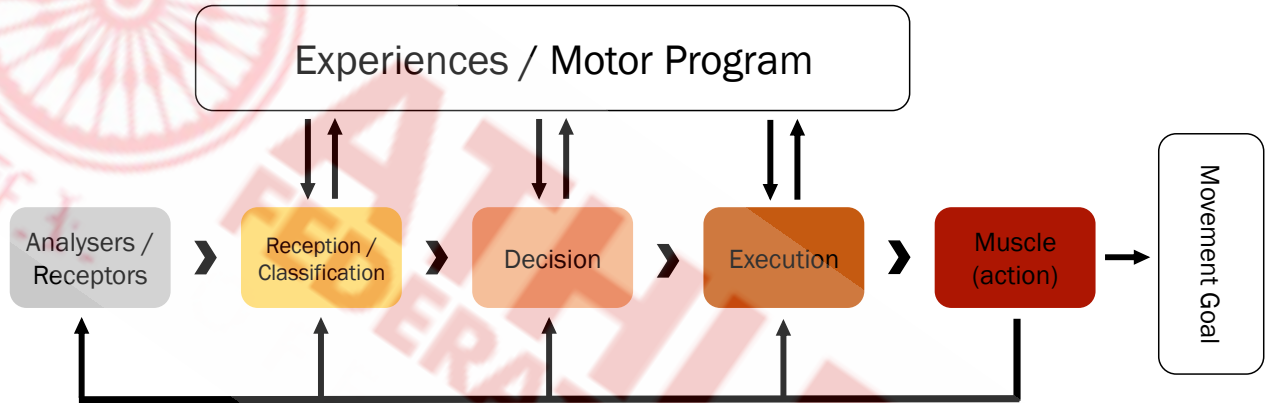 Experiences / Motor Program
Analysers /
Receptors
Reception /
Classification
Decision
Execution
Muscle
(action)
Movement Goal